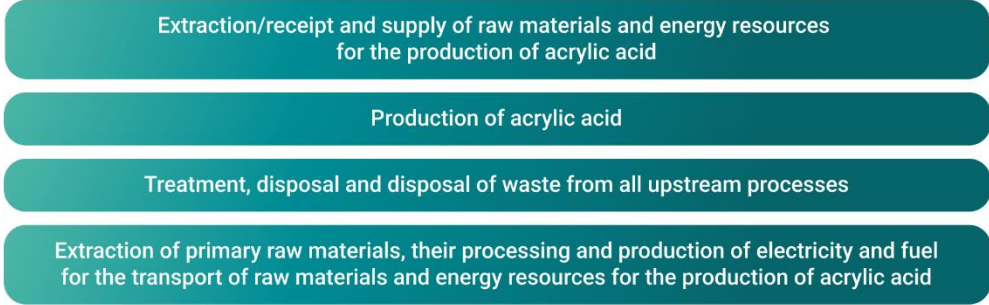 Extraction/receipt and supply of raw materials and energy resources
for the production of acrylic acid
Production of acrylic acid
Treatment, disposal and disposal of waste from all upstream processes
Extraction of primary raw materials, their processing and production of electricity and fuel
for the transport of raw materials and energy resources for the production of acrylic acid